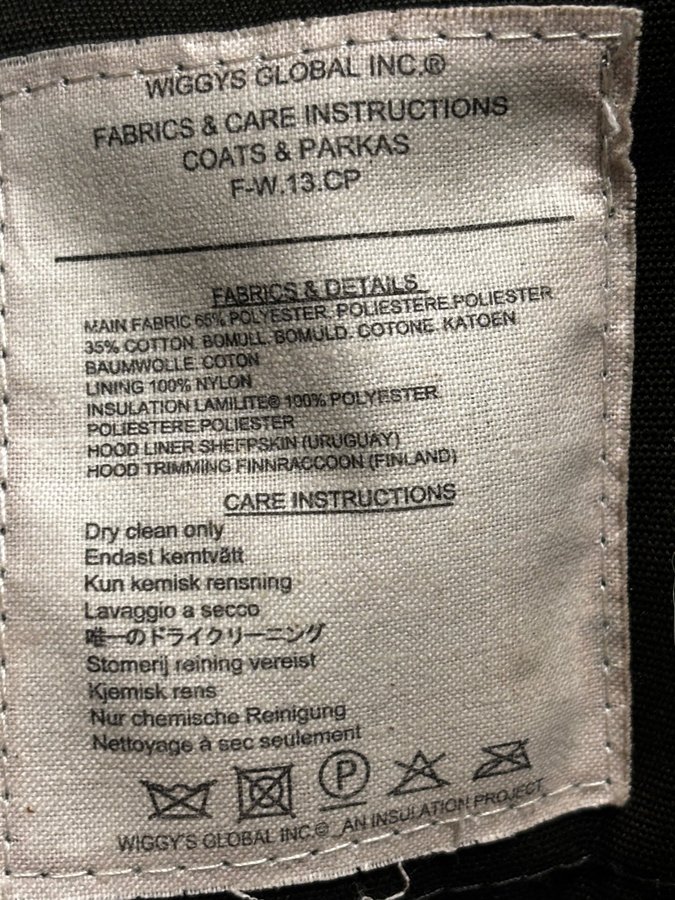 WIGGYS GLOBAL INC.®
FABRICS & CARE INSTRUCTIONS
COATS & PARKAS
F-W.13.CP
FABRICS & DETAILS
MAIN FABRIC 65% POLYESTER. POLIESTERE.POLIESTER
35% COTTON. BOMULL. BOMULD. COTONE. KATOEN
BAUMWOLLE. COTON
LINING 100% NYLON
INSULATION LAMILITE® 100% POLYESTER
POLIESTERE POLIESTER
HOOD LINER SHEFPSKIN (URUGUAY)
HOOD TRIMMING FINNRACCOON (FINLAND)
CARE INSTRUCTIONS
Dry clean only
Endast kemtvätt
Kun kemisk rensning
Lavaggio a secco
唯一のドライクリーニング
Stomerij reining vereist
Kjemisk rens
Nur chemische Reinigung
Nettoyage à sec seulement
P
WIGGY'S GLOBAL INC.© AN INSULATION PROJECT